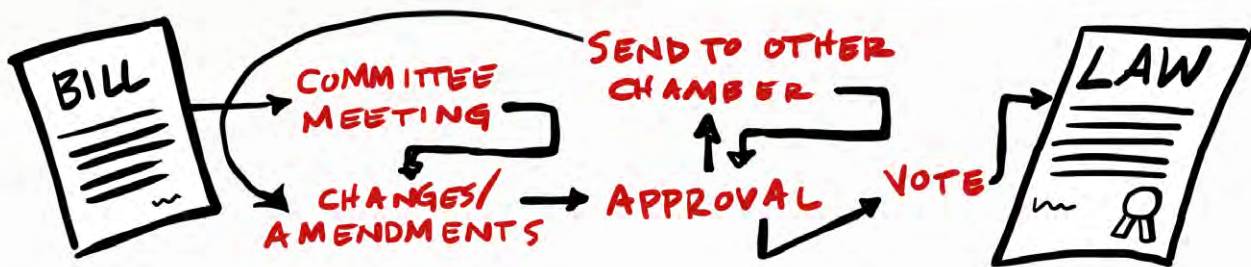 BILL
COMMITTEE
MEETING
CHANGES/
AMENDMENTS
SEND TO OTHER
CHAMBER
APPROVAL
VOTE
LAW